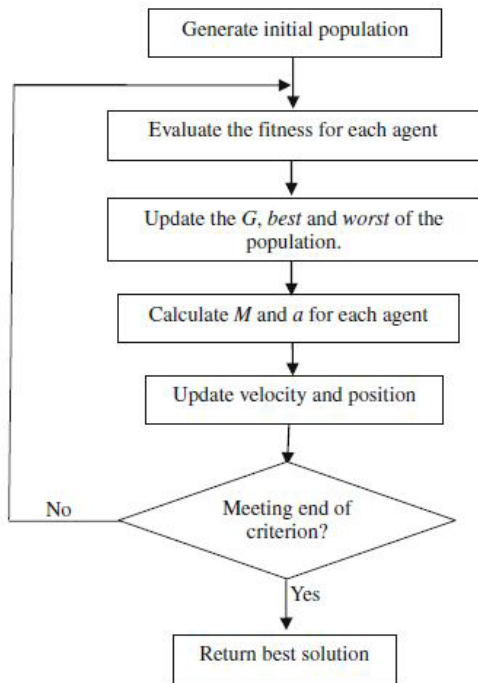 Generate initial population
Evaluate the fitness for each agent
Update the G, best and worst of the
population.
Calculate M and a for each agent
Update velocity and position
Meeting end of
criterion?
No
Yes
Return best solution